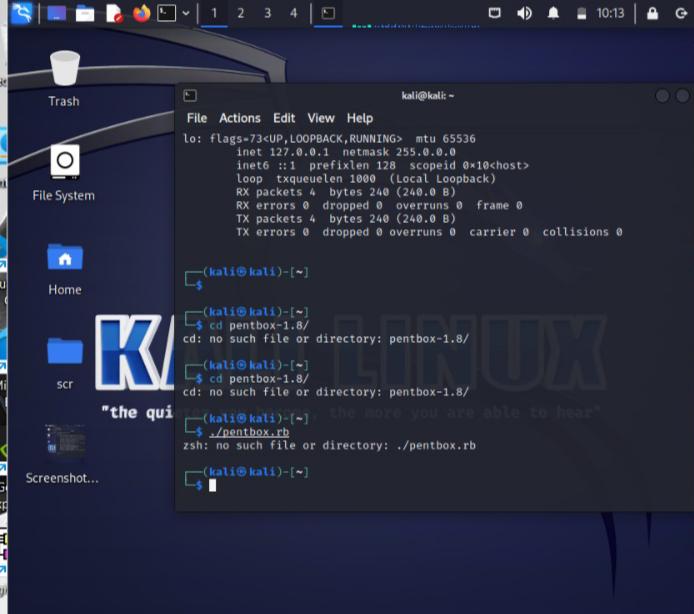 1 2 3 4
10:13
Trash
File System
Home
scr
Screenshot...
kali@kali: ~
File Actions Edit View Help
lo: flags=73<UP,LOOPBACK,RUNNING> mtu 65536
inet 127.0.0.1 netmask 255.0.0.0
inet6 ::1 prefixlen 128 scopeid 0×10<host>
loop txqueuelen 1000 (Local Loopback)
RX packets 4 bytes 240 (240.0 B)
RX errors 0 dropped 0 overruns 0 frame 0
TX packets 4 bytes 240 (240.0 B)
TX errors 0 dropped 0 overruns 0 carrier 0 collisions 0
┌──(kali㉿kali)-[~]
└─$
┌──(kali㉿kali)-[~]
└─$ cd pentbox-1.8/
cd: no such file or directory: pentbox-1.8/
┌──(kali㉿kali)-[~]
└─$ cd pentbox-1.8/
cd: no such file or directory: pentbox-1.8/
┌──(kali㉿kali)-[~]
└─$ ./pentbox.rb
zsh: no such file or directory: ./pentbox.rb
┌──(kali㉿kali)-[~]
└─$
KALI LINUX
"the quieter you become, the more you are able to hear"